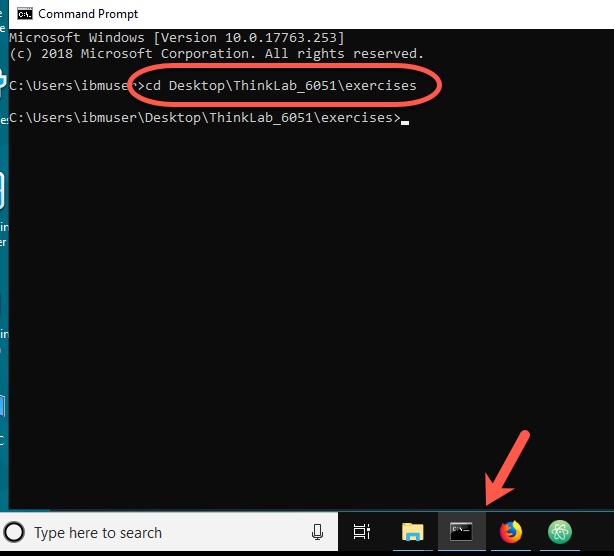 Command Prompt
Microsoft Windows [Version 10.0.17763.253]
(c) 2018 Microsoft Corporation. All rights reserved.
C:\Users\ibmuser>cd Desktop\ThinkLab_6051\exercises
C:\Users\ibmuser\Desktop\ThinkLab_6051\exercises>
Type here to search